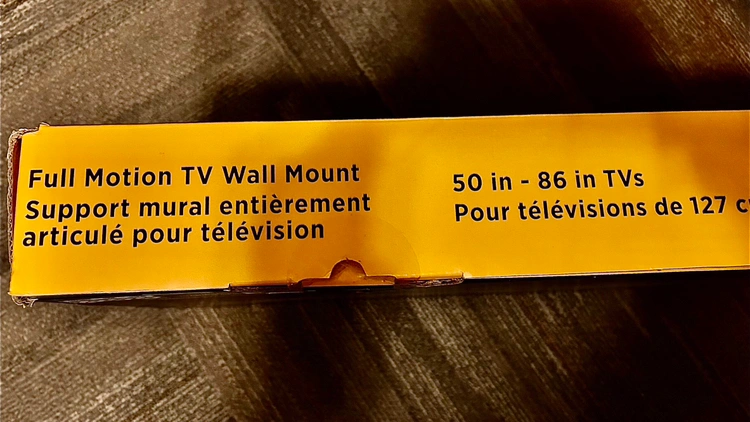 Full Motion TV Wall Mount
Support mural entièrement
articulé pour télévision
50 in - 86 in TVs
Pour télévisions de 127